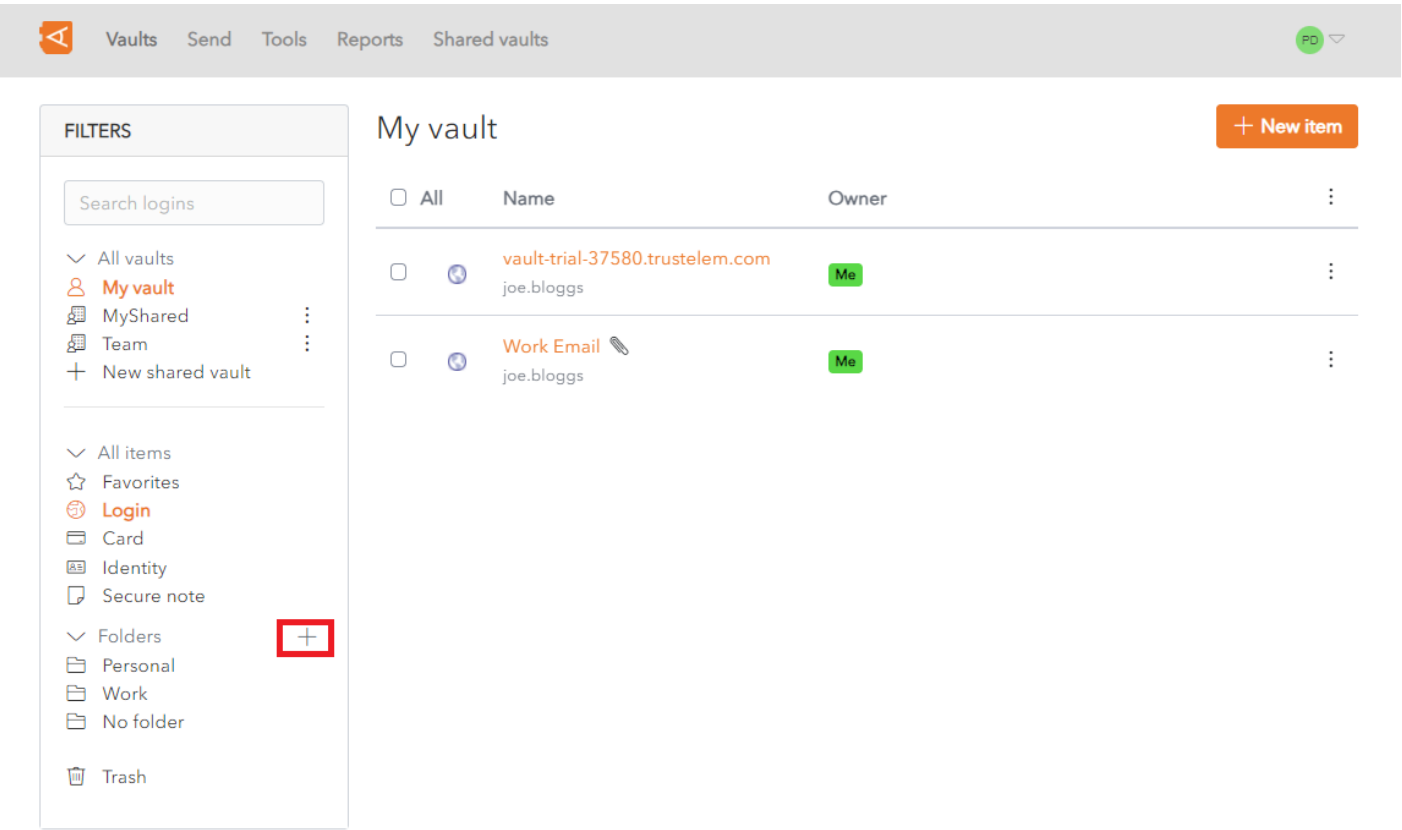 Vaults Send Tools Reports Shared vaults PD
FILTERS
Search logins
All vaults
My vault
MyShared
Team
New shared vault
All items
Favorites
Login
Card
Identity
Secure note
Folders
Personal
Work
No folder
Trash
My vault
New item
All Name Owner
vault-trial-37580.trustelem.com
joe.bloggs
Me
Work Email
joe.bloggs
Me